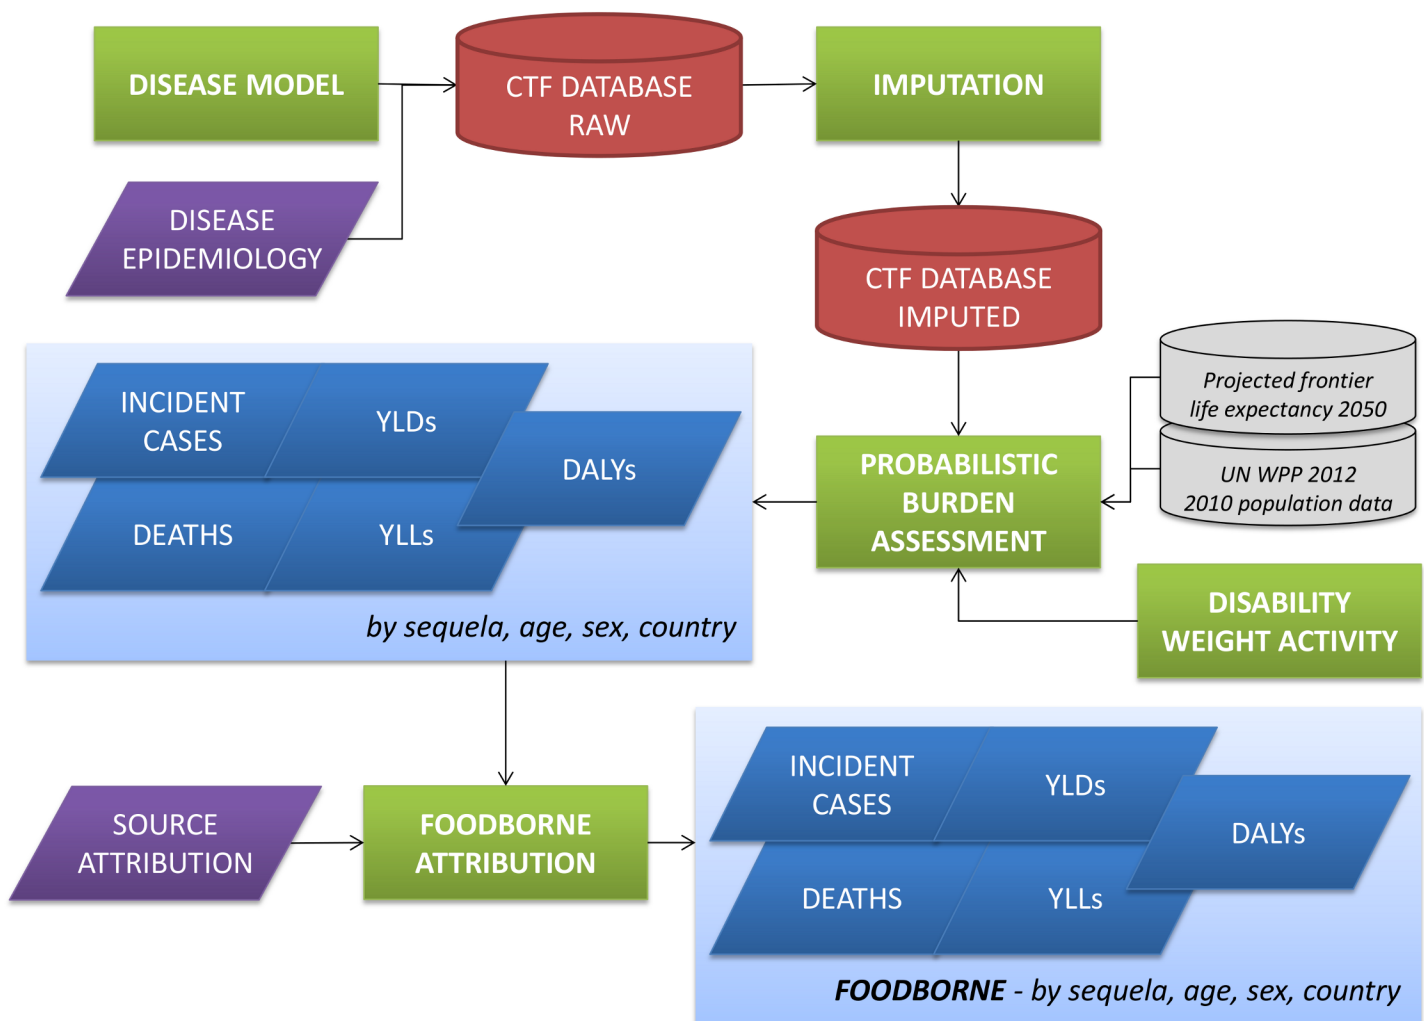 DISEASE MODEL
CTF DATABASE
RAW
IMPUTATION
DISEASE
EPIDEMIOLOGY
CTF DATABASE
IMPUTED
Projected frontier
life expectancy 2050
UN WPP 2012
2010 population data
PROBABILISTIC
BURDEN
ASSESSMENT
DISABILITY
WEIGHT ACTIVITY
INCIDENT
CASES
YLDs
DALYs
DEATHS
YLLs
by sequela, age, sex, country
SOURCE
ATTRIBUTION
FOODBORNE
ATTRIBUTION
INCIDENT
CASES
YLDs
DALYs
DEATHS
YLLs
FOODBORNE - by sequela, age, sex, country